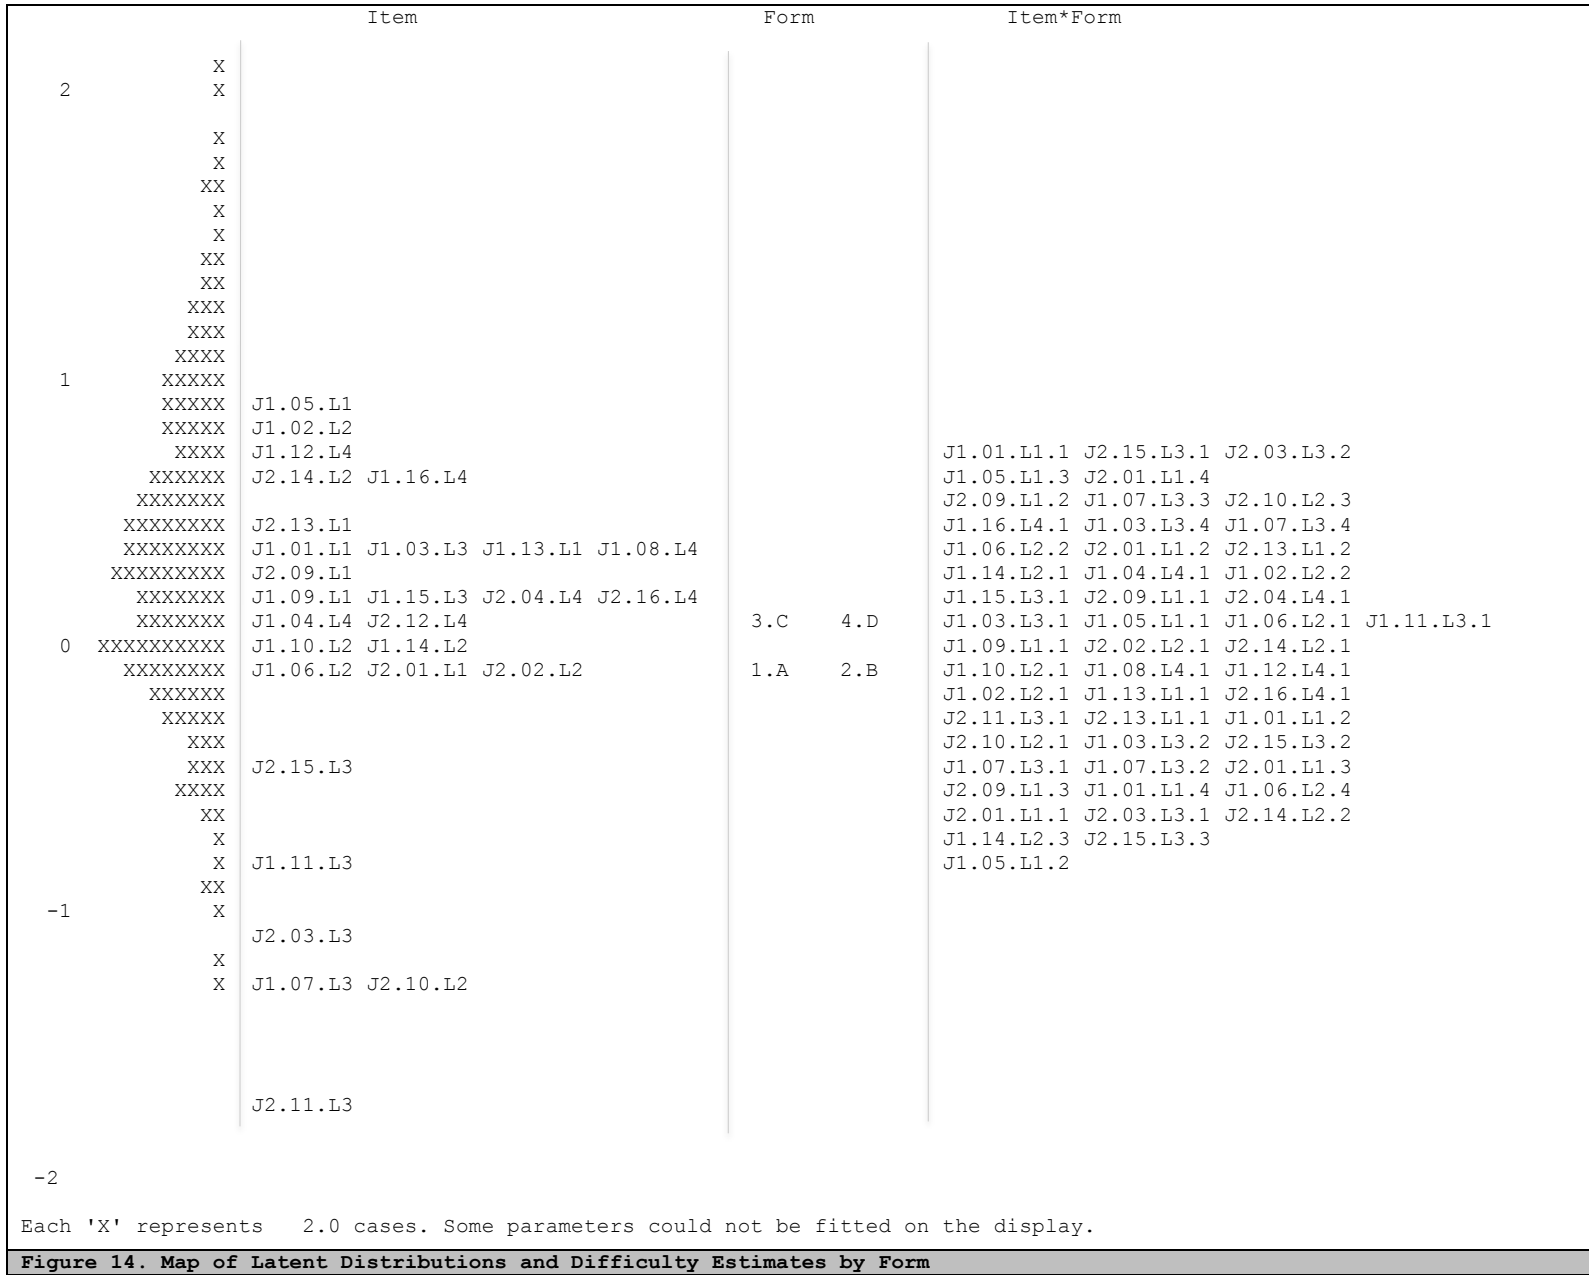 Item Form Item*Form
X
2 X
X
X
XX
X
X
XX
XX
XXX
XXX
XXXX
1 XXXXX
XXXXX J1.05.L1
XXXXX J1.02.L2
XXXX J1.12.L4 J1.01.L1.1 J2.15.L3.1 J2.03.L3.2
XXXXXX J2.14.L2 J1.16.L4 J1.05.L1.3 J2.01.L1.4
XXXXXXX J2.09.L1.2 J1.07.L3.3 J2.10.L2.3
XXXXXXXX J2.13.L1 J1.16.L4.1 J1.03.L3.4 J1.07.L3.4
XXXXXXXX J1.01.L1 J1.03.L3 J1.13.L1 J1.08.L4 J1.06.L2.2 J2.01.L1.2 J2.13.L1.2
XXXXXXXXX J2.09.L1 J1.14.L2.1 J1.04.L4.1 J1.02.L2.2
XXXXXXX J1.09.L1 J1.15.L3 J2.04.L4 J2.16.L4 J1.15.L3.1 J2.09.L1.1 J2.04.L4.1
XXXXXXX J1.04.L4 J2.12.L4 3.C 4.D J1.03.L3.1 J1.05.L1.1 J1.06.L2.1 J1.11.L3.1
0 XXXXXXXXXX J1.10.L2 J1.14.L2 J1.09.L1.1 J2.02.L2.1 J2.14.L2.1
XXXXXXXX J1.06.L2 J2.01.L1 J2.02.L2 1.A 2.B J1.10.L2.1 J1.08.L4.1 J1.12.L4.1
XXXXXX J1.02.L2.1 J1.13.L1.1 J2.16.L4.1
XXXXX J2.11.L3.1 J2.13.L1.1 J1.01.L1.2
XXX J2.10.L2.1 J1.03.L3.2 J2.15.L3.2
XXX J2.15.L3 J1.07.L3.1 J1.07.L3.2 J2.01.L1.3
XXXX J2.09.L1.3 J1.01.L1.4 J1.06.L2.4
XX J2.01.L1.1 J2.03.L3.1 J2.14.L2.2
X J1.14.L2.3 J2.15.L3.3
X J1.11.L3 J1.05.L1.2
XX
-1 X
J2.03.L3
X
X J1.07.L3 J2.10.L2
J2.11.L3
-2
Each 'X' represents 2.0 cases. Some parameters could not be fitted on the display.
Figure 14. Map of Latent Distributions and Difficulty Estimates by Form